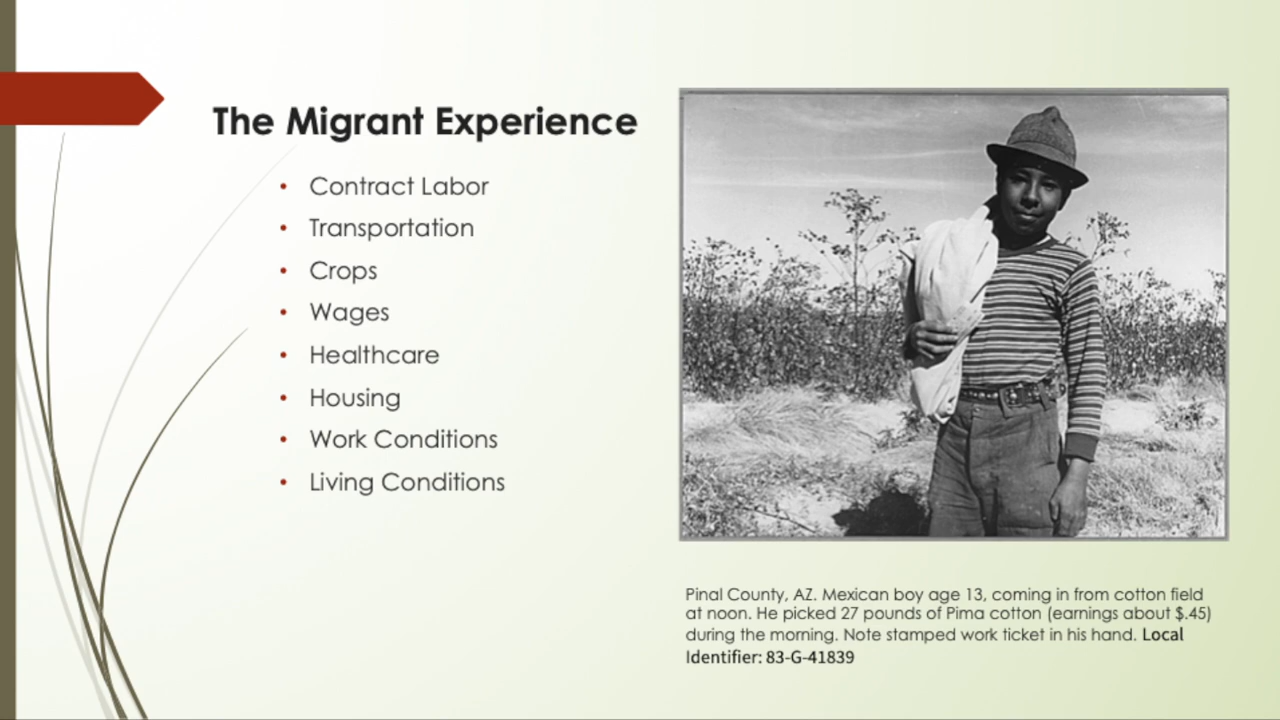 The Migrant Experience
• Contract Labor
• Transportation
• Crops
• Wages
• Healthcare
• Housing
• Work Conditions
• Living Conditions
Pinal County, AZ. Mexican boy age 13, coming in from cotton field
at noon. He picked 27 pounds of Pima cotton (earnings about $.45)
during the morning. Note stamped work ticket in his hand. Local
Identifier: 83-G-41839